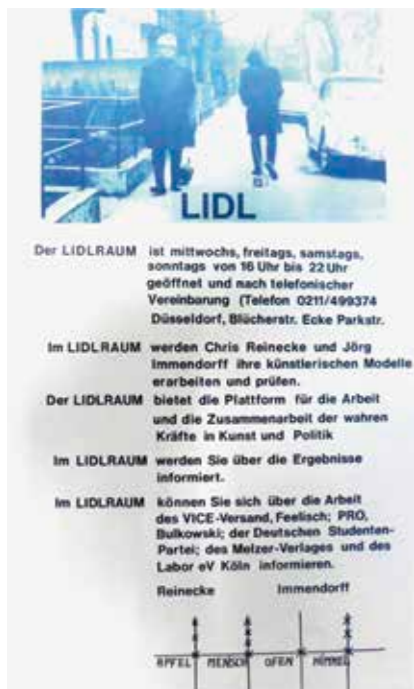 LIDL
Der LIDLRAUM ist mittwochs, freitags, samstags,
sonntags von 16 Uhr bis 22 Uhr
geöffnet und nach telefonischer
Vereinbarung (Telefon 0211/499374
Düsseldorf, Blücherstr. Ecke Parkstr.
Im LIDLRAUM werden Chris Reinecke und Jörg
Immendorff ihre künstlerischen Modelle
erarbeiten und prüfen.
Der LIDLRAUM bietet die Plattform für die Arbeit
und die Zusammenarbeit der wahren
Kräfte in Kunst und Politik
Im LIDLRAUM werden Sie über die Ergebnisse
informiert.
Im LIDLRAUM können Sie sich über die Arbeit
des VICE-Versand, Feelisch; PRO,
Bulkowski; der Deutschen Studenten-
Partei; des Melzer-Verlages und des
Labor eV Köln informieren.
Reinecke Immendorff
APFEL MENSCH OFEN HIMMEL